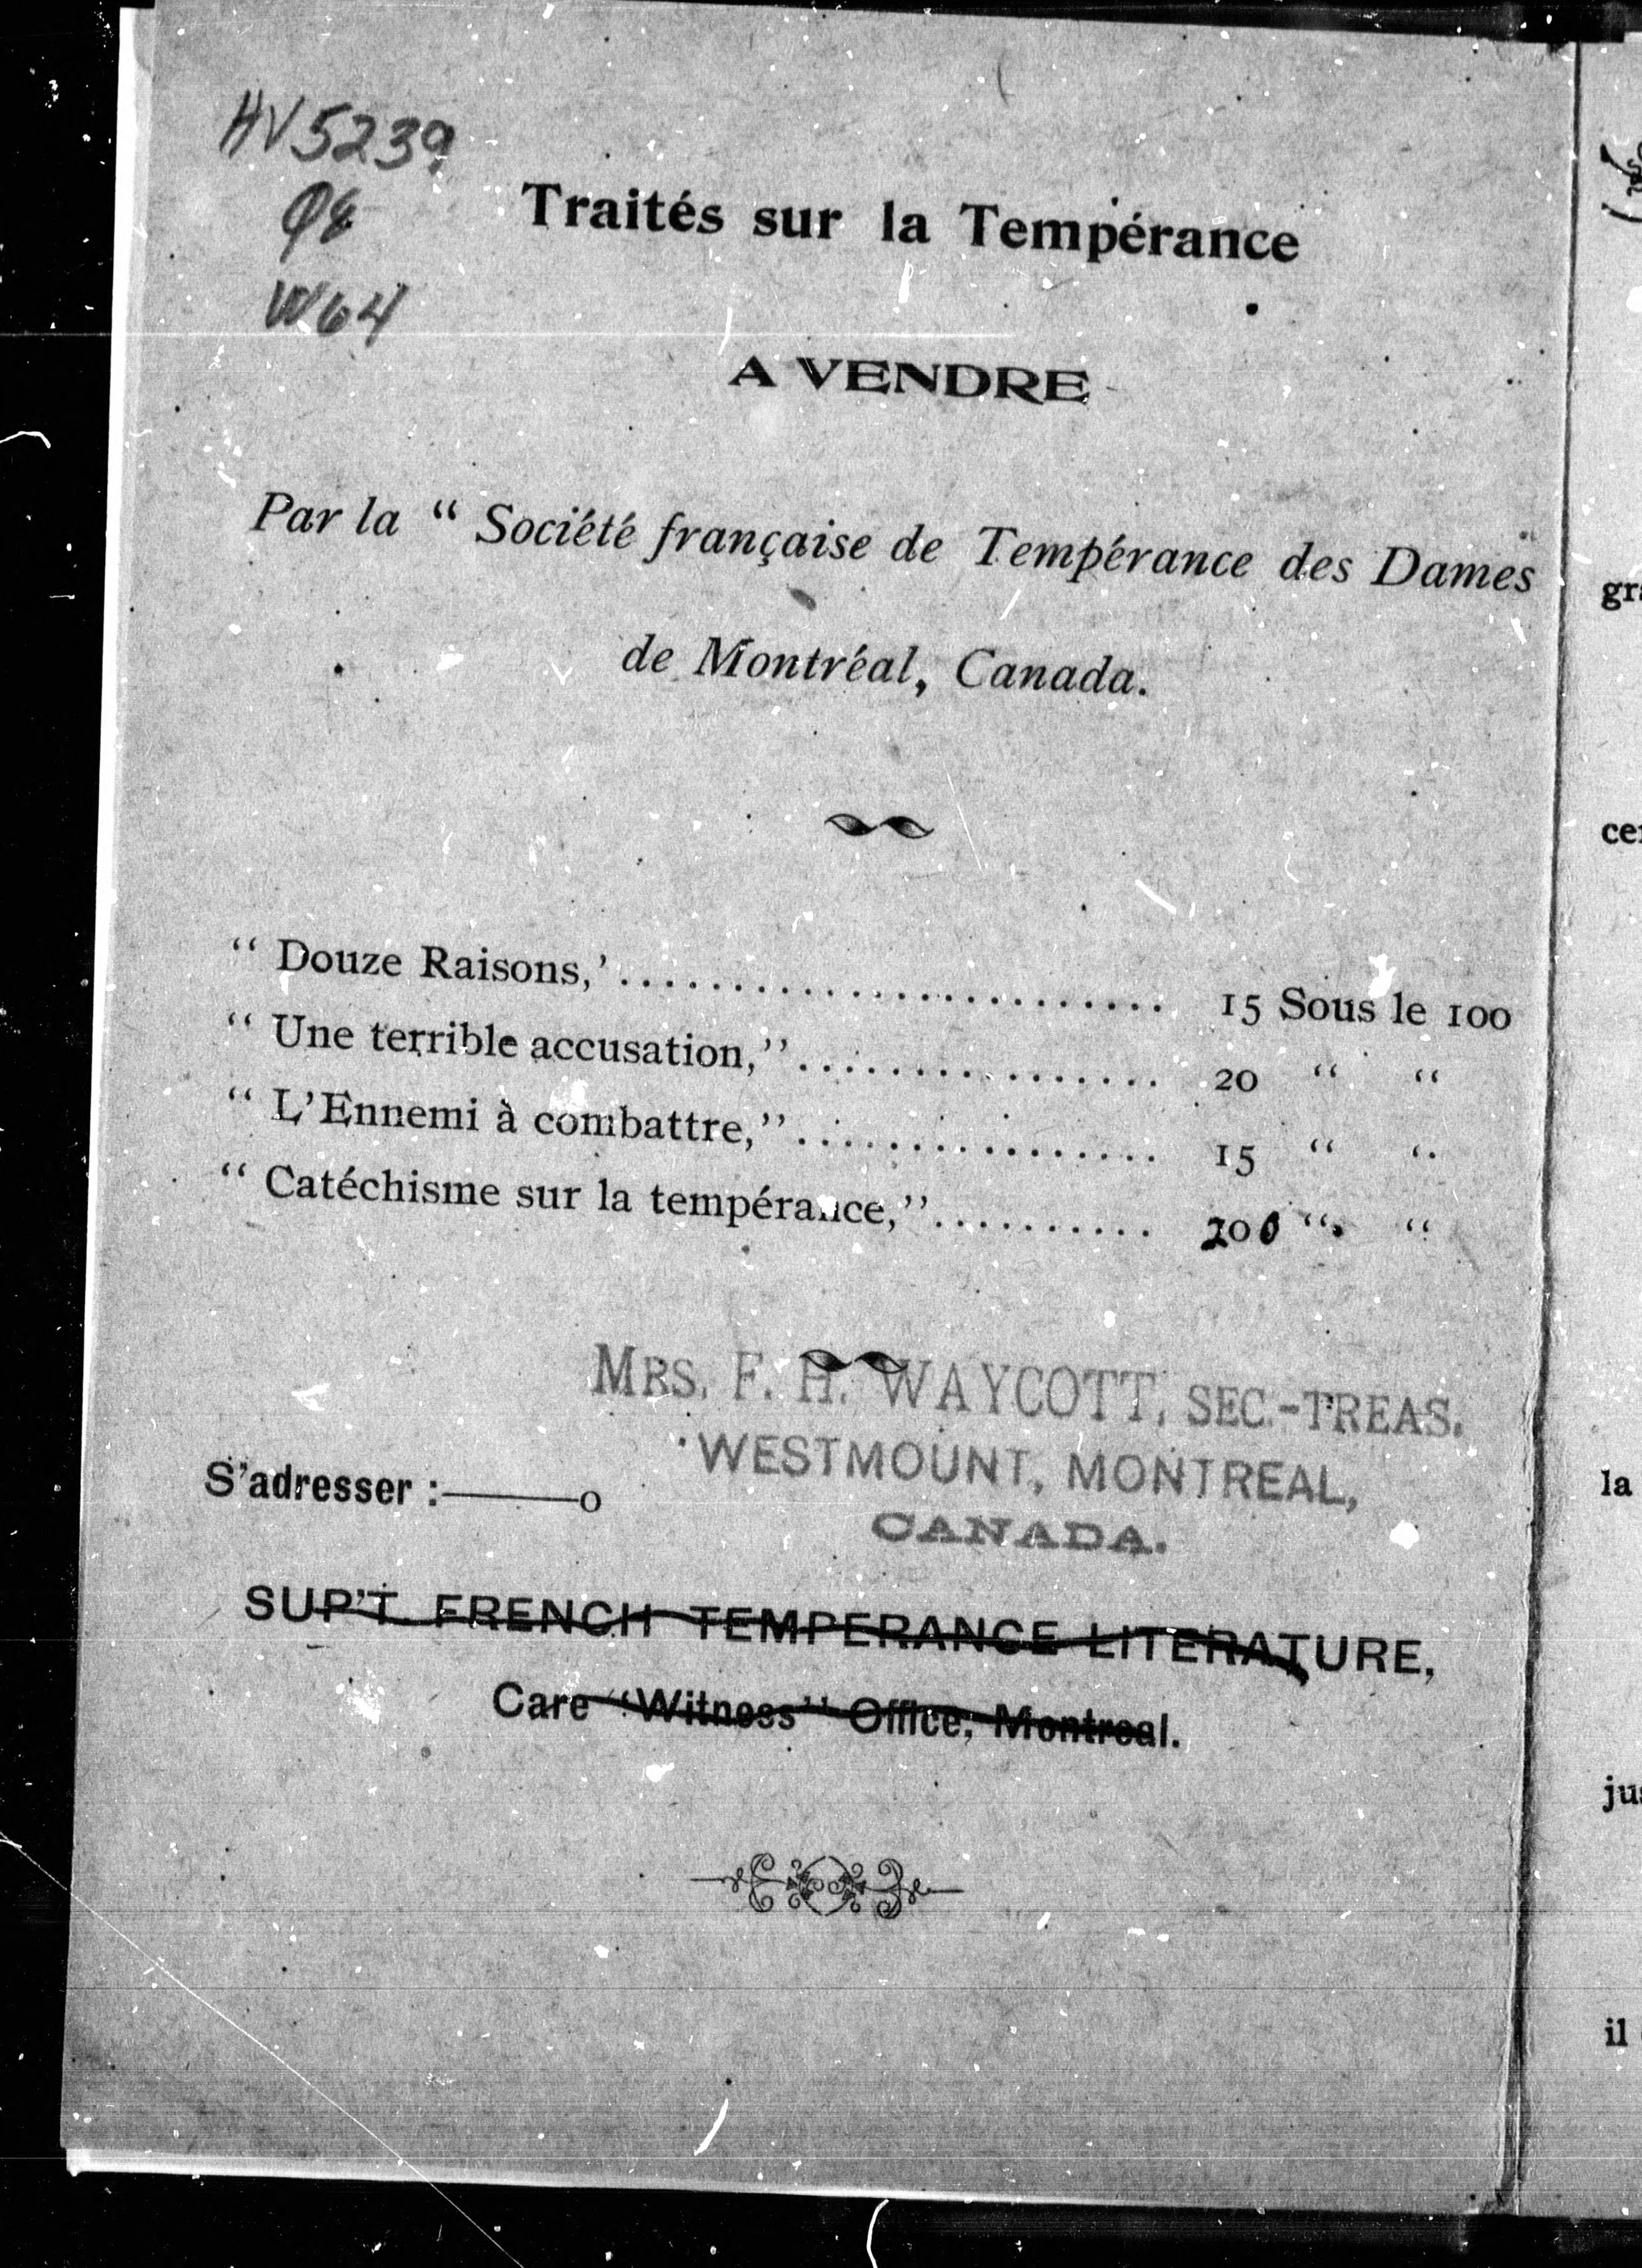 HV5239
Q8
W64
Traités sur la Tempérance
A VENDRE
Par la “ Société française de Tempérance des Dames
de Montréal, Canada.
“ Douze Raisons,’........................ 15 Sous le 100
“ Une terrible accusation,”................ 20 “ “
“ L’Ennemi à combattre,”................ 15 “ “
“ Catéchisme sur la tempérance,”.......... 200 “ “
MRS. F. H. WAYCOTT, SEC.-TREAS.
WESTMOUNT, MONTREAL,
CANADA.
S’adresser :———o
SUP’T. FRENCH TEMPERANCE LITERATURE,
Care “Witness” Office, Montreal.
la
il